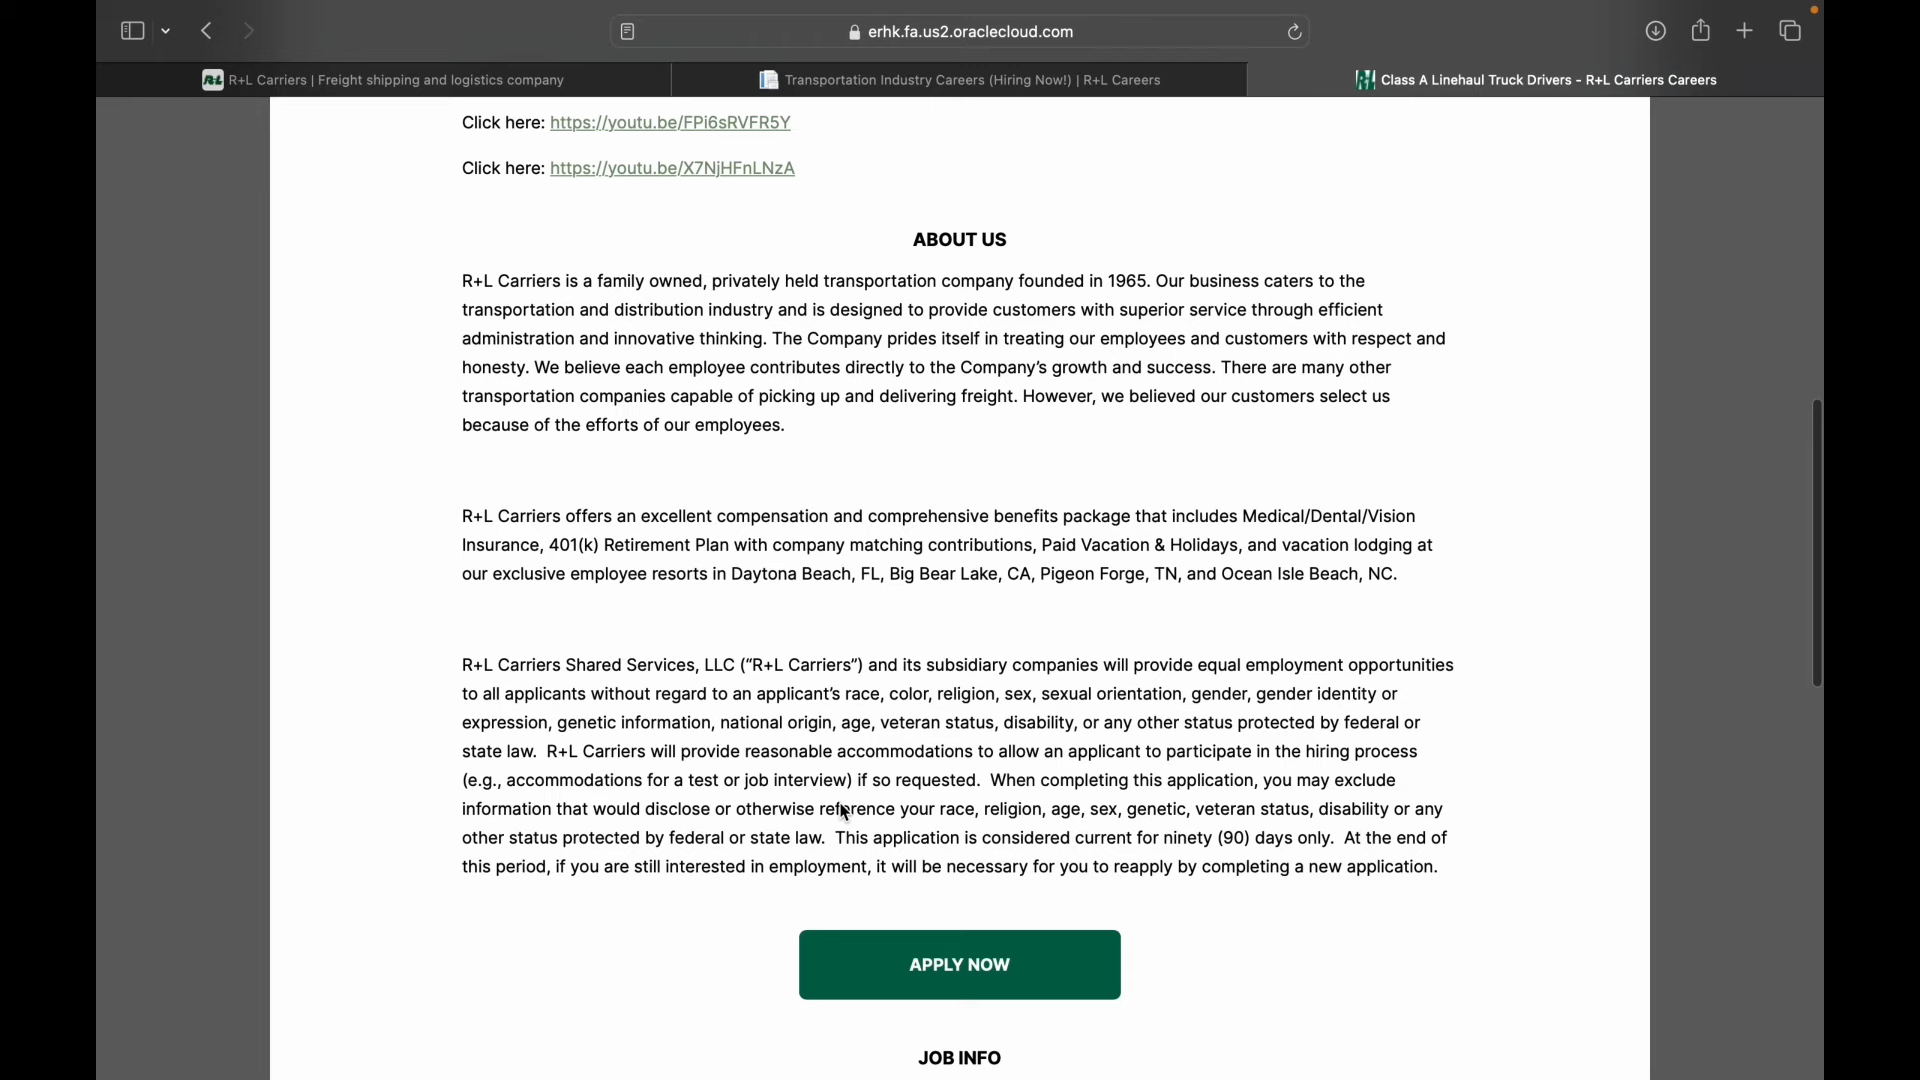 erhk.fa.us2.oraclecloud.com
R+L Carriers | Freight shipping and logistics company
Transportation Industry Careers (Hiring Now!) | R+L Careers
Class A Linehaul Truck Drivers - R+L Carriers Careers
Click here: https://youtu.be/FPi6sRVFR5Y
Click here: https://youtu.be/X7NjHFnLNzA
ABOUT US
R+L Carriers is a family owned, privately held transportation company founded in 1965. Our business caters to the
transportation and distribution industry and is designed to provide customers with superior service through efficient
administration and innovative thinking. The Company prides itself in treating our employees and customers with respect and
honesty. We believe each employee contributes directly to the Company’s growth and success. There are many other
transportation companies capable of picking up and delivering freight. However, we believed our customers select us
because of the efforts of our employees.
R+L Carriers offers an excellent compensation and comprehensive benefits package that includes Medical/Dental/Vision
Insurance, 401(k) Retirement Plan with company matching contributions, Paid Vacation & Holidays, and vacation lodging at
our exclusive employee resorts in Daytona Beach, FL, Big Bear Lake, CA, Pigeon Forge, TN, and Ocean Isle Beach, NC.
R+L Carriers Shared Services, LLC (“R+L Carriers”) and its subsidiary companies will provide equal employment opportunities
to all applicants without regard to an applicant’s race, color, religion, sex, sexual orientation, gender, gender identity or
expression, genetic information, national origin, age, veteran status, disability, or any other status protected by federal or
state law.  R+L Carriers will provide reasonable accommodations to allow an applicant to participate in the hiring process
(e.g., accommodations for a test or job interview) if so requested.  When completing this application, you may exclude
information that would disclose or otherwise reference your race, religion, age, sex, genetic, veteran status, disability or any
other status protected by federal or state law.  This application is considered current for ninety (90) days only.  At the end of
this period, if you are still interested in employment, it will be necessary for you to reapply by completing a new application.
APPLY NOW
JOB INFO